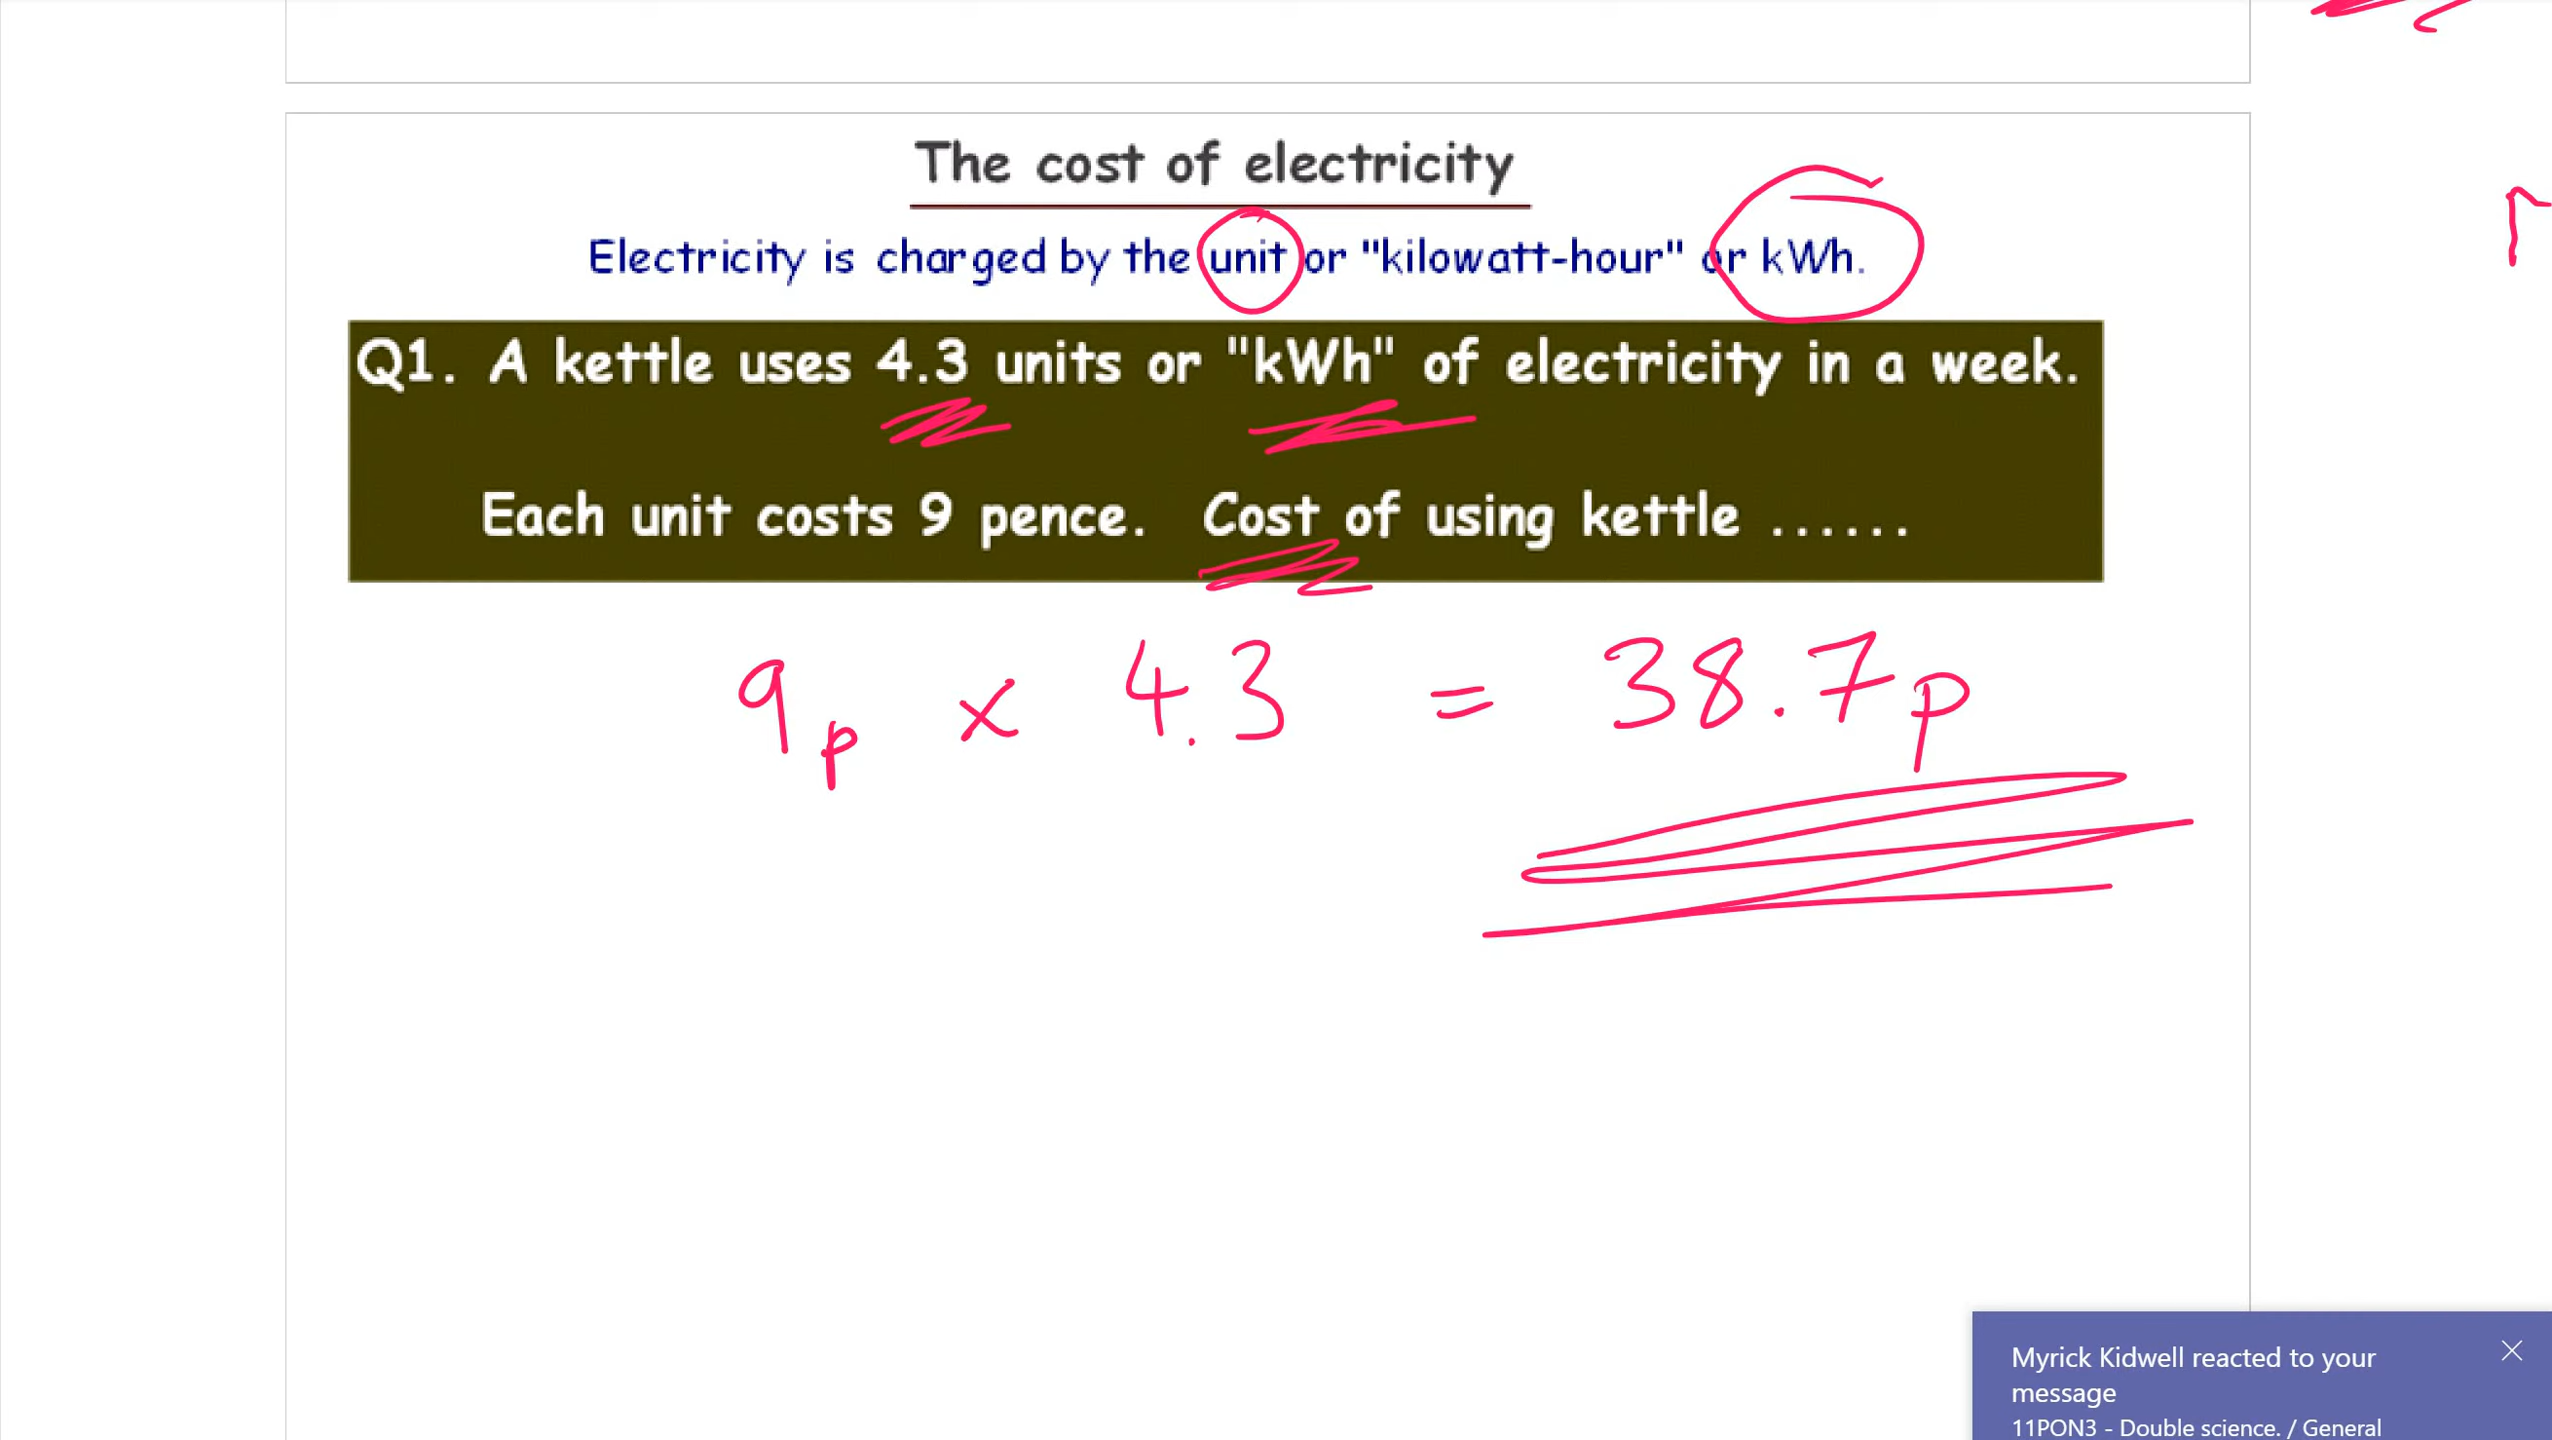 The cost of electricity
Electricity is charged by the unit or "kilowatt-hour" or kWh.
Q1. A kettle uses 4.3 units or "kWh" of electricity in a week.
Each unit costs 9 pence. Cost of using kettle ......
9p x 4.3 = 38.7p
Myrick Kidwell reacted to your
message
11PON3 - Double science. / General